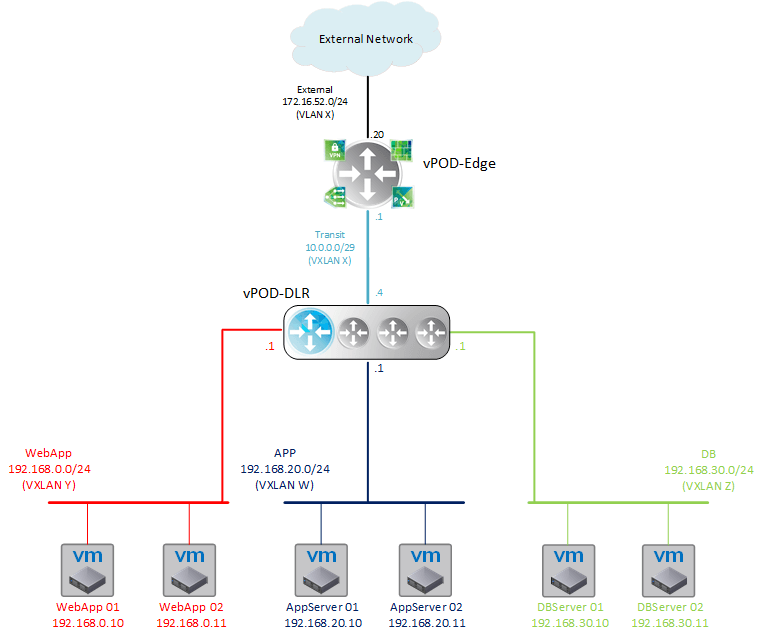 External Network
External
172.16.52.0/24
(VLAN X)
.20
VPN
vPOD-Edge
.1
Transit
10.0.0.0/29
(VXLAN X)
.4
vPOD-DLR
.1
.1
.1
WebApp
192.168.0.0/24
(VXLAN Y)
APP
192.168.20.0/24
(VXLAN W)
DB
192.168.30.0/24
(VXLAN Z)
vm
vm
vm
vm
vm
vm
WebApp 01
192.168.0.10
WebApp 02
192.168.0.11
AppServer 01
192.168.20.10
AppServer 02
192.168.20.11
DBServer 01
192.168.30.10
DBServer 02
192.168.30.11